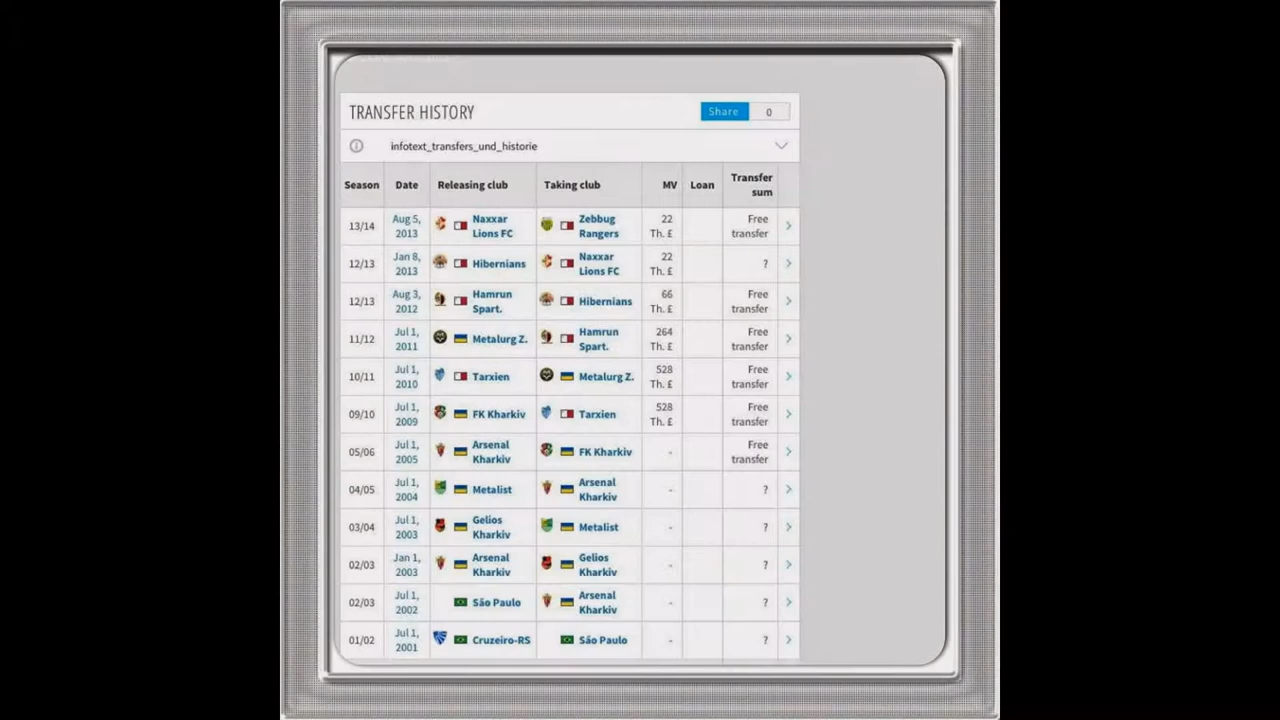 TRANSFER HISTORY Share 0
infotext_transfers_und_historie
Season Date Releasing club Taking club MV Loan Transfer sum
13/14 Aug 5, 2013 Naxxar Lions FC Zebbug Rangers 22 Th. £ Free transfer
12/13 Jan 8, 2013 Hibernians Naxxar Lions FC 22 Th. £ ?
12/13 Aug 3, 2012 Hamrun Spart. Hibernians 66 Th. £ Free transfer
11/12 Jul 1, 2011 Metalurg Z. Hamrun Spart. 264 Th. £ Free transfer
10/11 Jul 1, 2010 Tarxien Metalurg Z. 528 Th. £ Free transfer
09/10 Jul 1, 2009 FK Kharkiv Tarxien 528 Th. £ Free transfer
05/06 Jul 1, 2005 Arsenal Kharkiv FK Kharkiv - Free transfer
04/05 Jul 1, 2004 Metalist Arsenal Kharkiv - ?
03/04 Jul 1, 2003 Gelios Kharkiv Metalist - ?
02/03 Jan 1, 2003 Arsenal Kharkiv Gelios Kharkiv - ?
02/03 Jul 1, 2002 São Paulo Arsenal Kharkiv - ?
01/02 Jul 1, 2001 Cruzeiro-RS São Paulo - ?